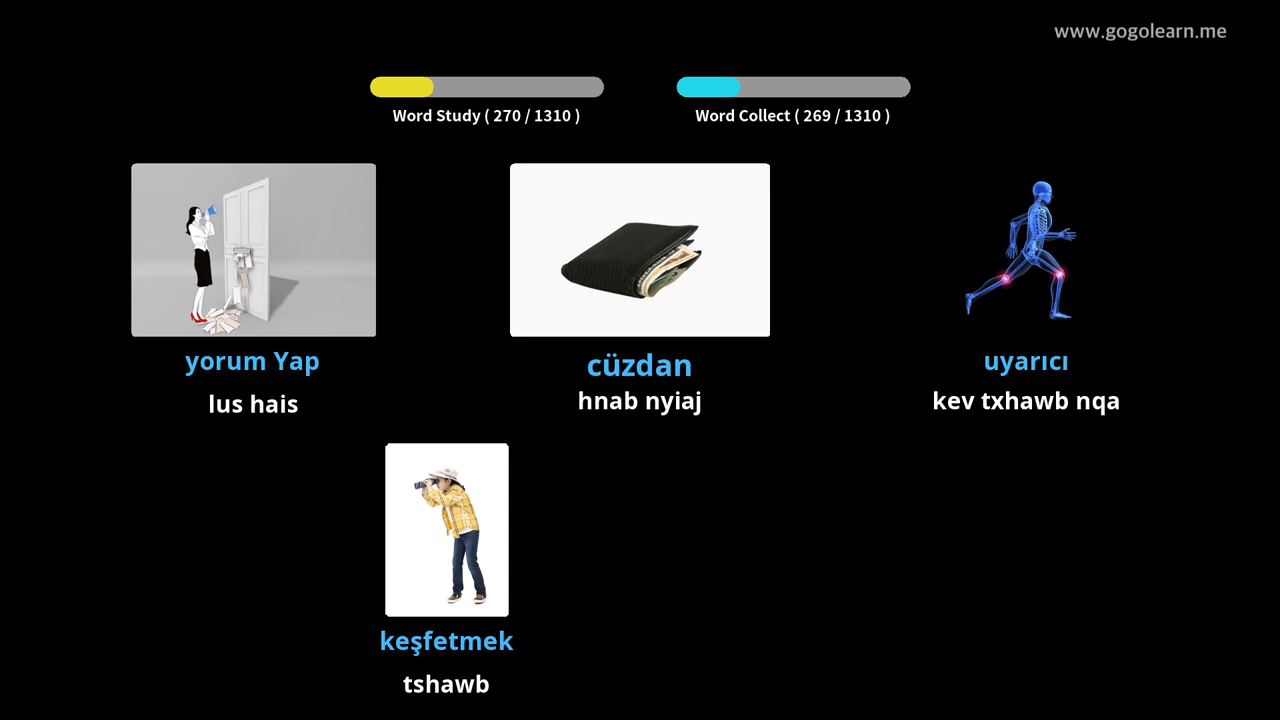 www.gogolearn.me
Word Study ( 270 / 1310 )
Word Collect ( 269 / 1310 )
yorum Yap
cüzdan
uyarıcı
lus hais
hnab nyiaj
kev txhawb nqa
keşfetmek
tshawb